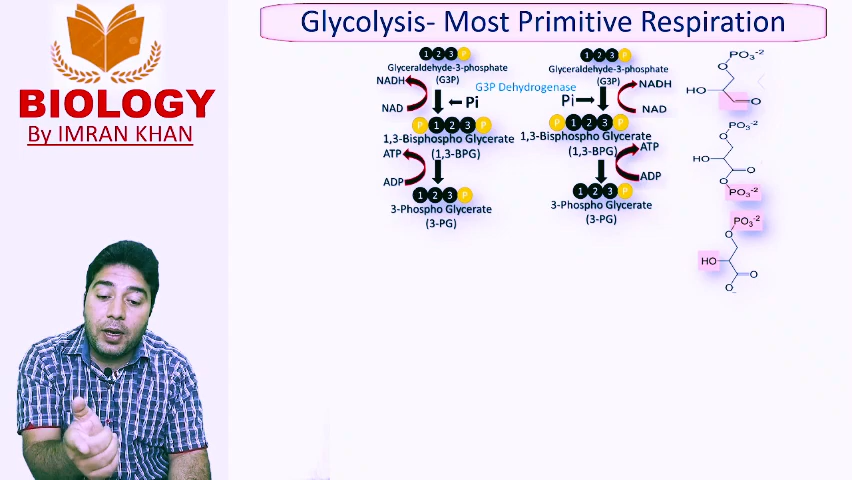 Glycolysis- Most Primitive Respiration
BIOLOGY
By IMRAN KHAN
1 2 3 P
Glyceraldehyde-3-phosphate
(G3P)
NADH
NAD
Pi
G3P Dehydrogenase
P 1 2 3 P
1,3-Bisphospho Glycerate
(1,3-BPG)
ATP
ADP
1 2 3 P
3-Phospho Glycerate
(3-PG)
1 2 3 P
Glyceraldehyde-3-phosphate
(G3P)
NADH
NAD
Pi
P 1 2 3 P
1,3-Bisphospho Glycerate
(1,3-BPG)
ATP
ADP
1 2 3 P
3-Phospho Glycerate
(3-PG)
PO3-2
O
HO
O
PO3-2
O
HO
O
O
PO3-2
PO3-2
O
HO
O
O-